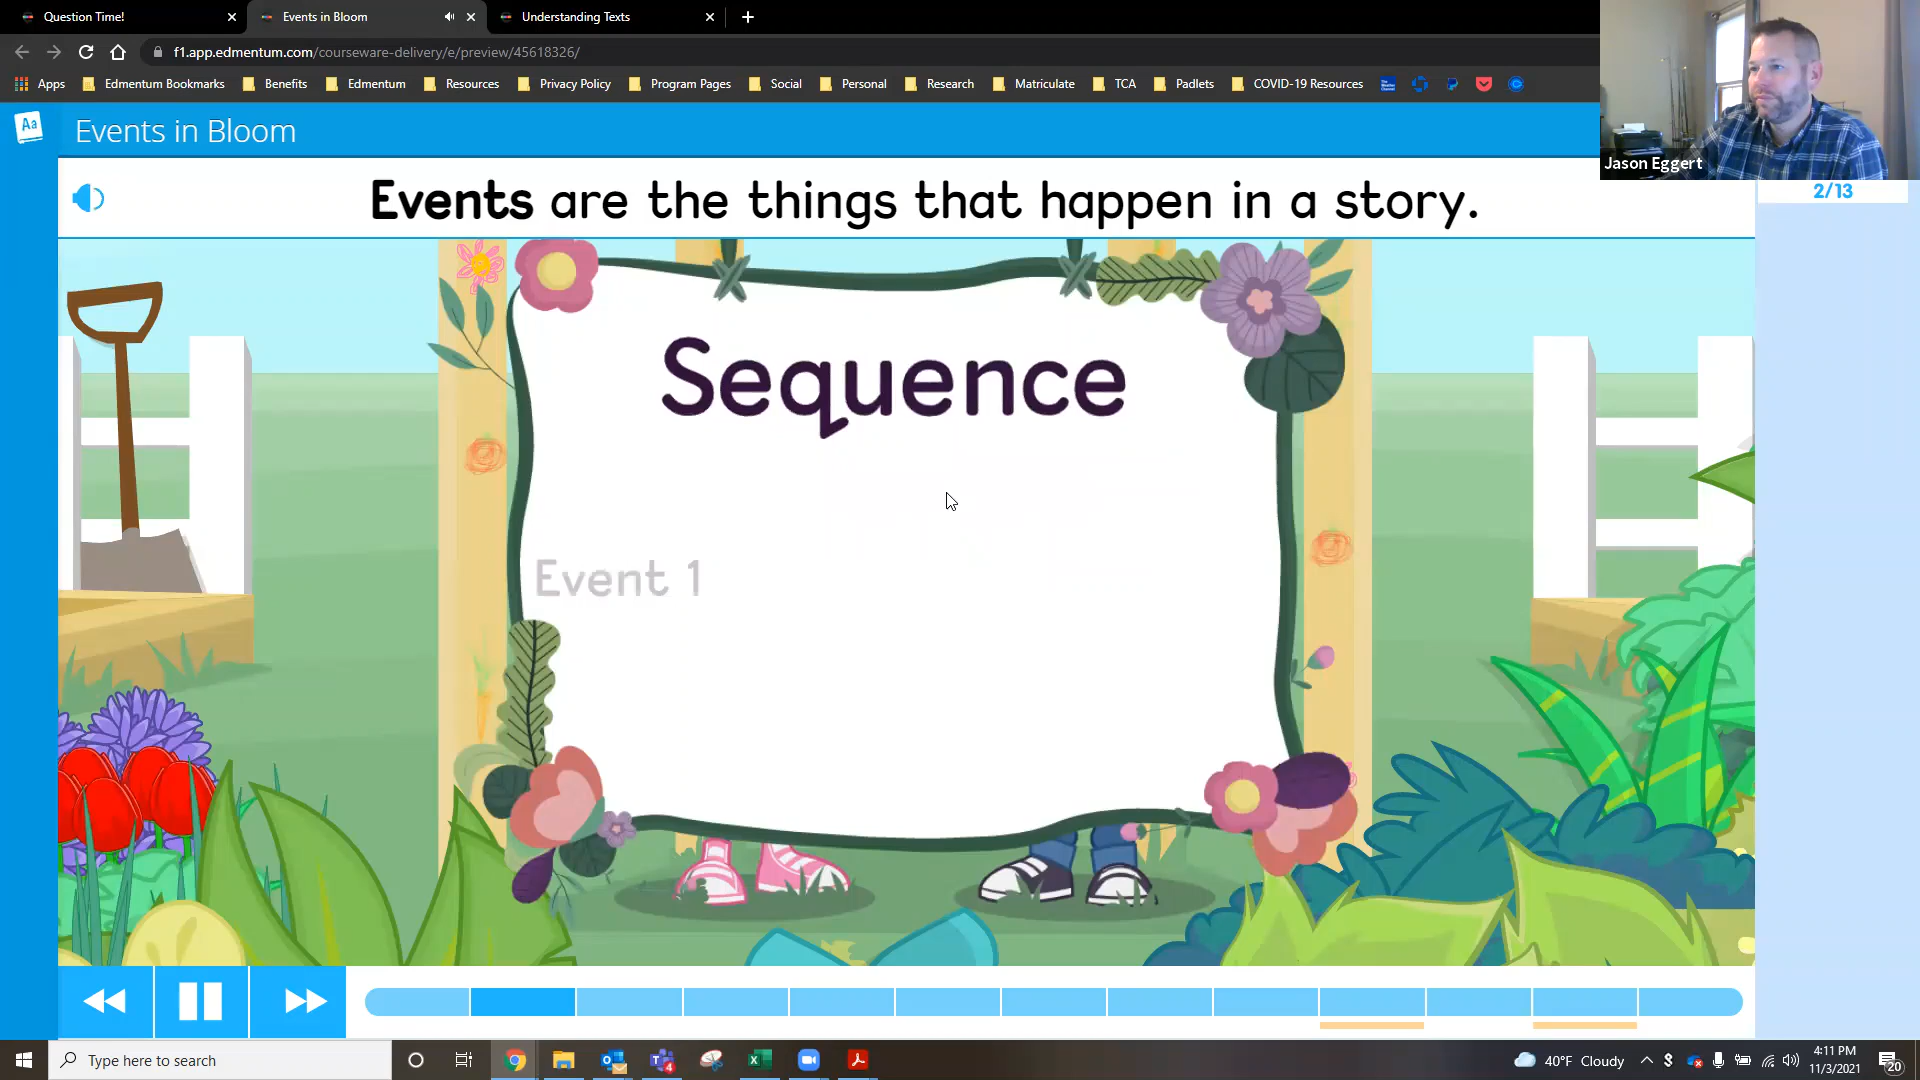 Question Time!
Events in Bloom
Understanding Texts
f1.app.edmentum.com/courseware-delivery/e/preview/45618326/
Apps Edmentum Bookmarks Benefits Edmentum Resources Privacy Policy Program Pages Social Personal Research Matriculate TCA Padlets COVID-19 Resources
Aa
Events in Bloom
Jason Eggert
Events are the things that happen in a story.
2/13
Sequence
Event 1
Type here to search
4
40°F Cloudy
4:11 PM
11/3/2021
20